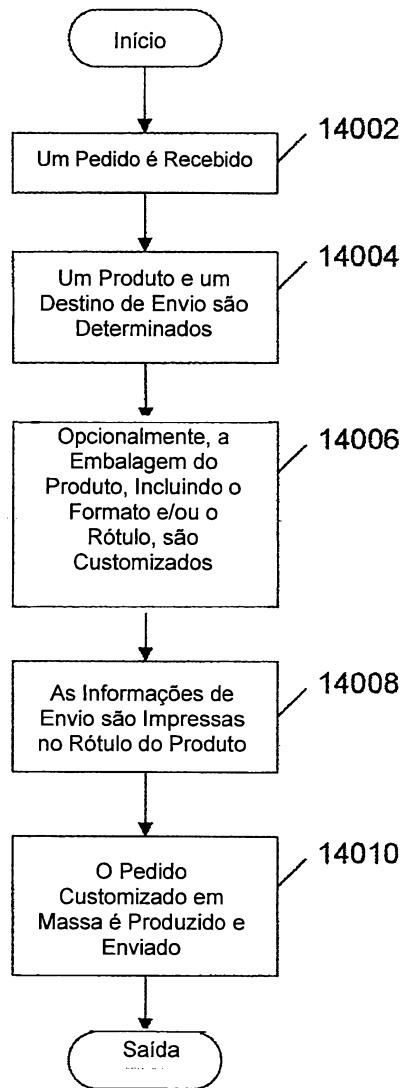 Início
14002
Um Pedido é Recebido
14004
Um Produto e um
Destino de Envio são
Determinados
14006
Opcionalmente, a
Embalagem do
Produto, Incluindo o
Formato e/ou o
Rótulo, são
Customizados
14008
As Informações de
Envio são Impressas
no Rótulo do Produto
14010
O Pedido
Customizado em
Massa é Produzido e
Enviado
Saída